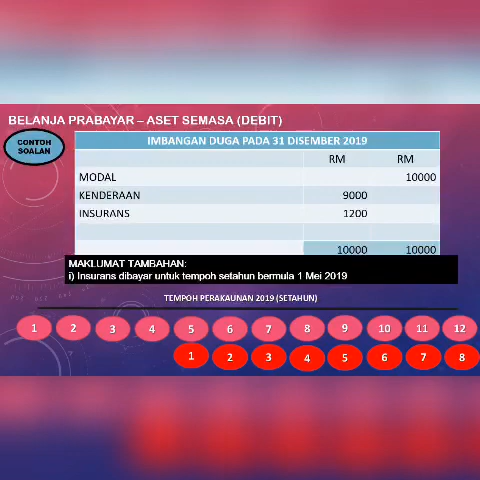 BELANJA PRABAYAR – ASET SEMASA (DEBIT)
CONTOH
SOALAN
IMBANGAN DUGA PADA 31 DISEMBER 2019
RM RM
MODAL 10000
KENDERAAN 9000
INSURANS 1200
10000 10000
MAKLUMAT TAMBAHAN:
i) Insurans dibayar untuk tempoh setahun bermula 1 Mei 2019
TEMPOH PERAKAUNAN 2019 (SETAHUN)
1 2 3 4 5 6 7 8 9 10 11 12
1 2 3 4 5 6 7 8